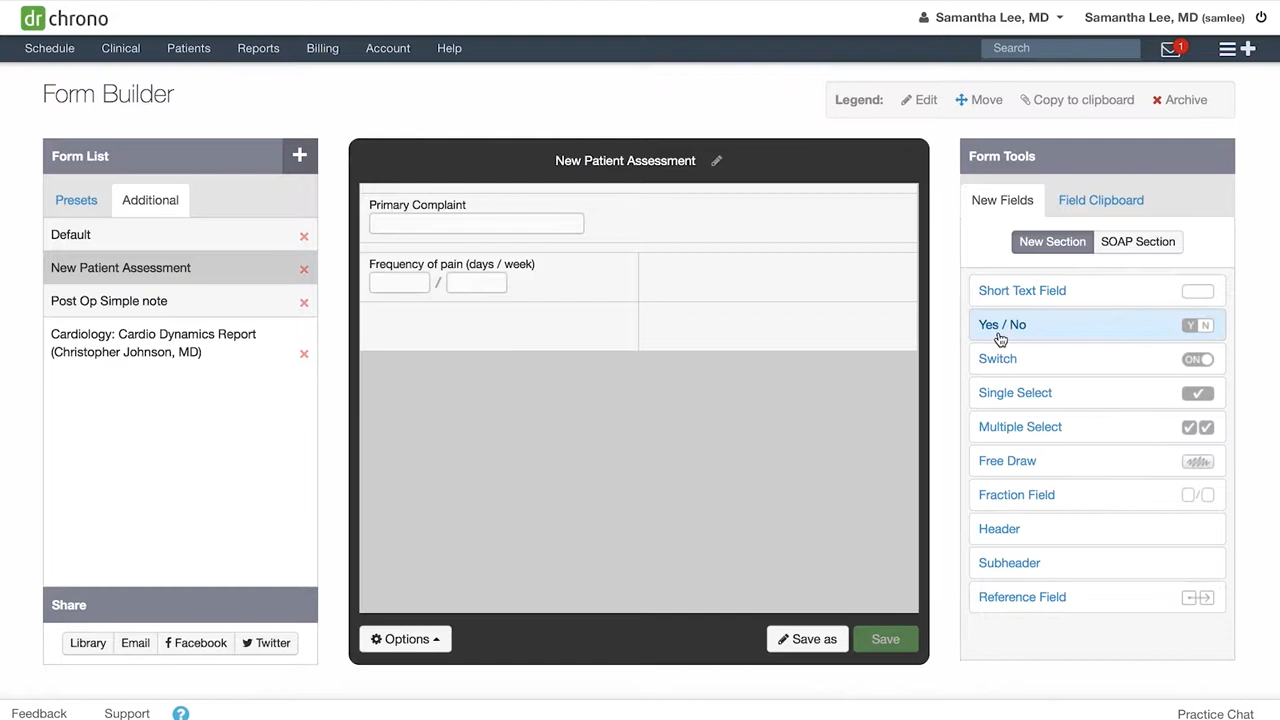 dr chrono
Samantha Lee, MD
Samantha Lee, MD (samlee)
Schedule
Clinical
Patients
Reports
Billing
Account
Help
Search
1
Form Builder
Legend:
Edit
Move
Copy to clipboard
Archive
Form List
Presets
Additional
Default
New Patient Assessment
Post Op Simple note
Cardiology: Cardio Dynamics Report
(Christopher Johnson, MD)
Share
Library
Email
Facebook
Twitter
New Patient Assessment
Primary Complaint
Frequency of pain (days / week)
/
Options
Save as
Save
Form Tools
New Fields
Field Clipboard
New Section
SOAP Section
Short Text Field
Yes / No
Y N
Switch
ON
Single Select
Multiple Select
Free Draw
Fraction Field
/
Header
Subheader
Reference Field
Feedback
Support
?
Practice Chat